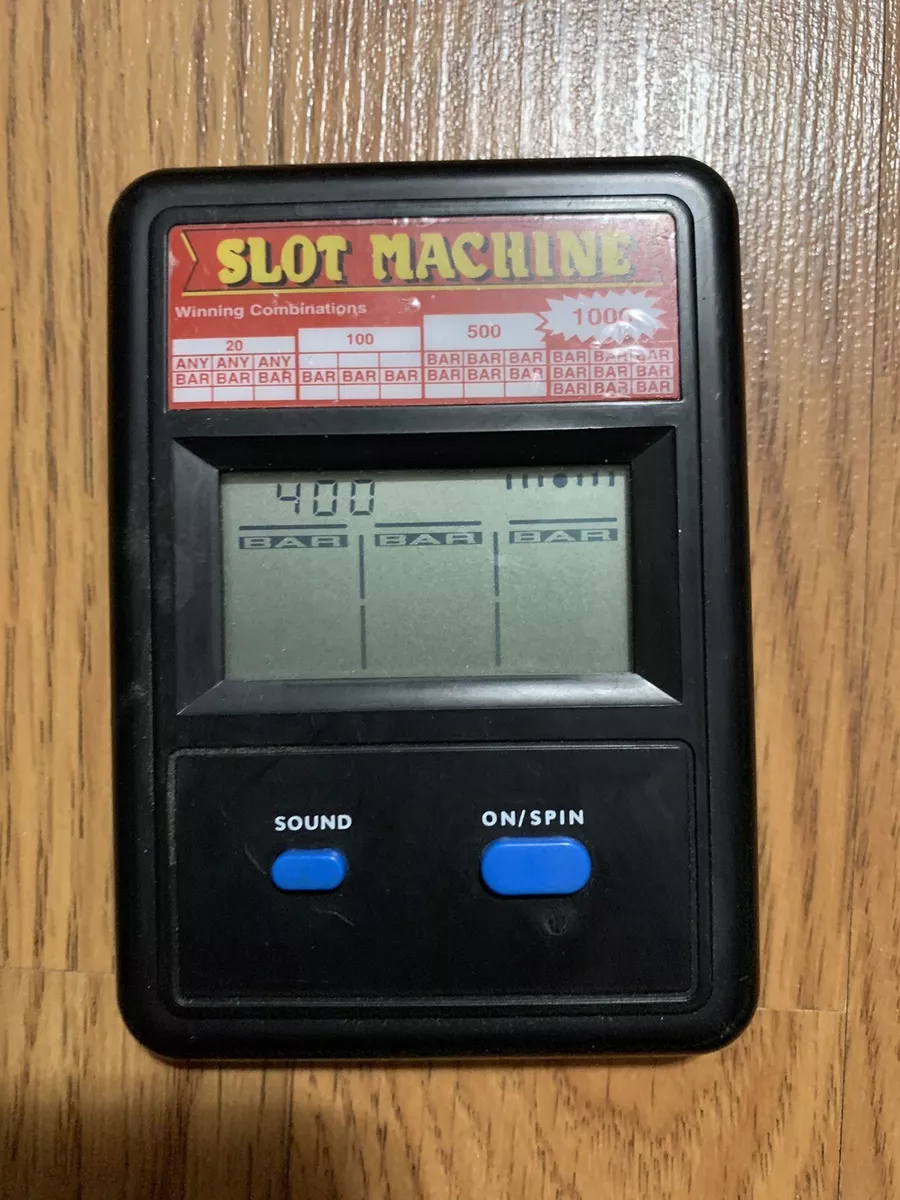 SLOT MACHINE
Winning Combinations
20 100 500 1000
ANY ANY ANY BAR BAR BAR BAR BAR BAR
BAR BAR BAR BAR BAR BAR BAR BAR BAR BAR BAR BAR
BAR BAR BAR
400
BAR BAR BAR
SOUND ON/SPIN